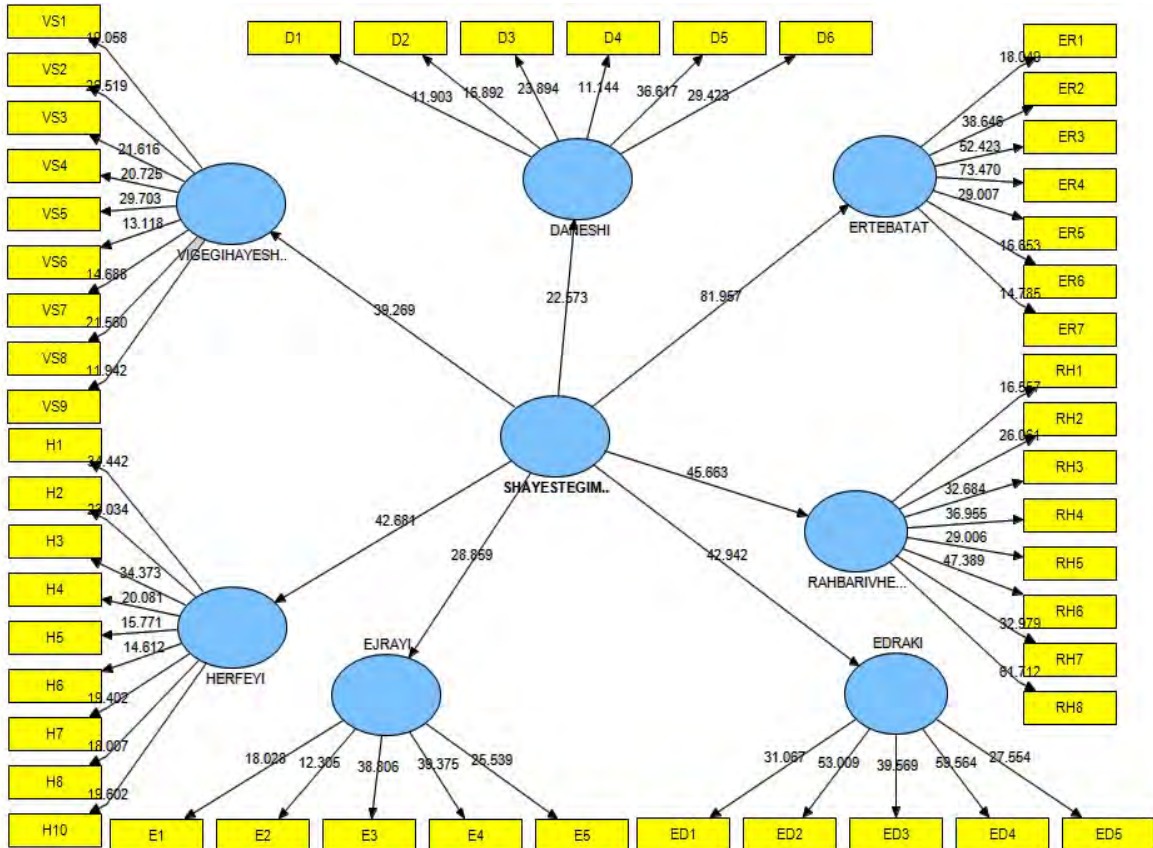 VS1
VS2
29.519
VS3
21.616
VS4
20.725
VS5
29.703
VS6
13.118
VS7
14.686
VS8
21.560
VS9
11.942
VIGEGIHAYESH..
39.269
D1
D2
D3
D4
D5
D6
11.903
16.892
23.894
11.144
36.617
29.423
DANESHI
22.573
ER1
18.049
ER2
38.646
ER3
52.423
ER4
73.470
ER5
29.007
ER6
16.653
ER7
14.785
ERTEBATAT
81.957
SHAYESTEGIM..
RH1
16.557
RH2
26.061
RH3
32.684
RH4
36.955
RH5
29.006
RH6
47.389
RH7
32.979
RH8
61.712
RAHBARIVHE...
45.663
H1
34.442
H2
H3
34.373
H4
20.081
H5
15.771
H6
14.612
H7
19.402
H8
18.007
H10
19.602
HERFEYI
42.681
28.859
42.942
EJRAYI
18.028
12.305
38.306
39.375
25.539
E1
E2
E3
E4
E5
EDRAKI
31.067
53.009
39.569
59.564
27.554
ED1
ED2
ED3
ED4
ED5